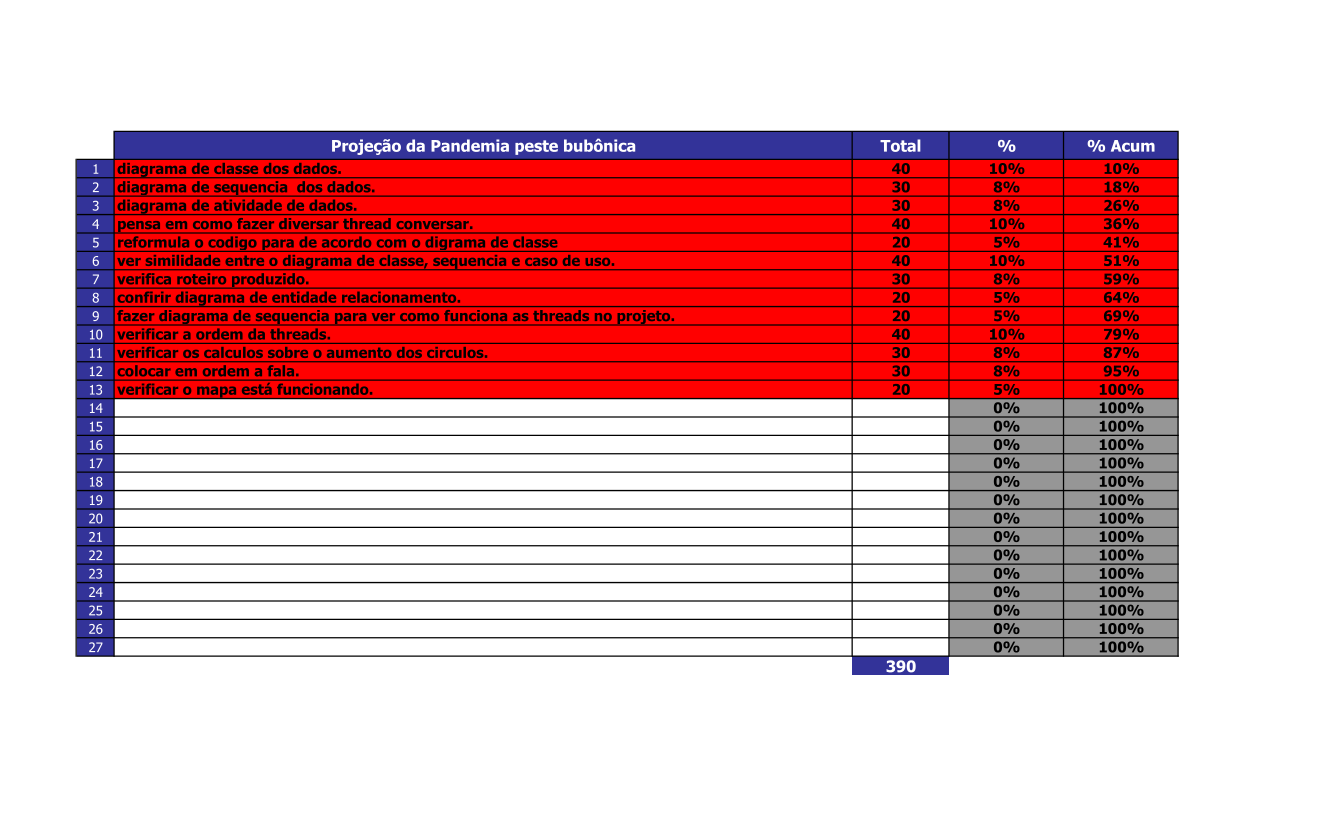 Projeção da Pandemia peste bubônica Total % % Acum
1 diagrama de classe dos dados. 40 10% 10%
2 diagrama de sequencia  dos dados. 30 8% 18%
3 diagrama de atividade de dados. 30 8% 26%
4 pensa em como fazer diversar thread conversar. 40 10% 36%
5 reformula o codigo para de acordo com o digrama de classe 20 5% 41%
6 ver similidade entre o diagrama de classe, sequencia e caso de uso. 40 10% 51%
7 verifica roteiro produzido. 30 8% 59%
8 confirir diagrama de entidade relacionamento. 20 5% 64%
9 fazer diagrama de sequencia para ver como funciona as threads no projeto. 20 5% 69%
10 verificar a ordem da threads. 40 10% 79%
11 verificar os calculos sobre o aumento dos circulos. 30 8% 87%
12 colocar em ordem a fala. 30 8% 95%
13 verificar o mapa está funcionando. 20 5% 100%
14 0% 100%
15 0% 100%
16 0% 100%
17 0% 100%
18 0% 100%
19 0% 100%
20 0% 100%
21 0% 100%
22 0% 100%
23 0% 100%
24 0% 100%
25 0% 100%
26 0% 100%
27 0% 100%
390